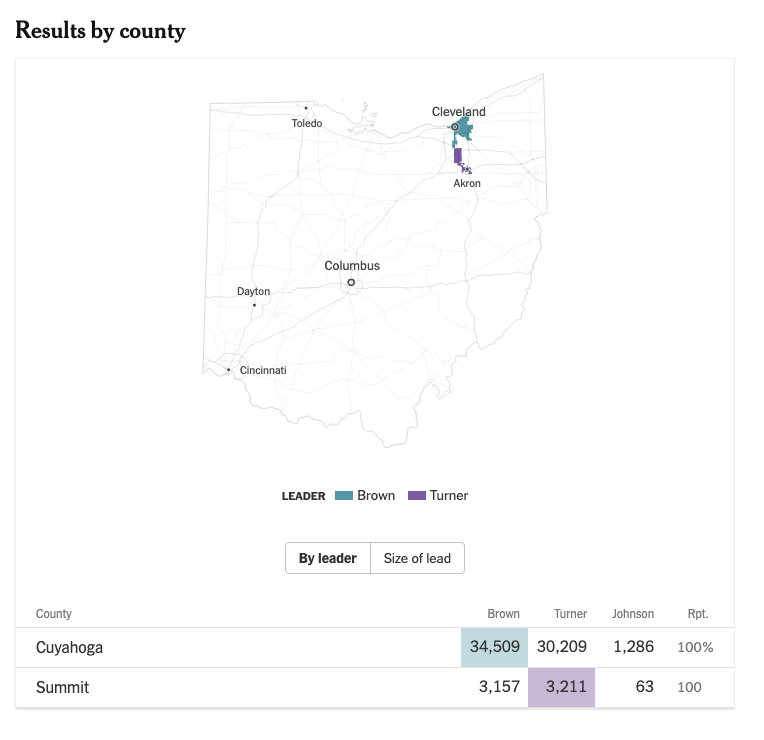 Results by county
Cleveland
Toledo
Akron
Columbus
Dayton
Cincinnati
LEADER Brown Turner
By leader Size of lead
County Brown Turner Johnson Rpt.
Cuyahoga 34,509 30,209 1,286 100%
Summit 3,157 3,211 63 100